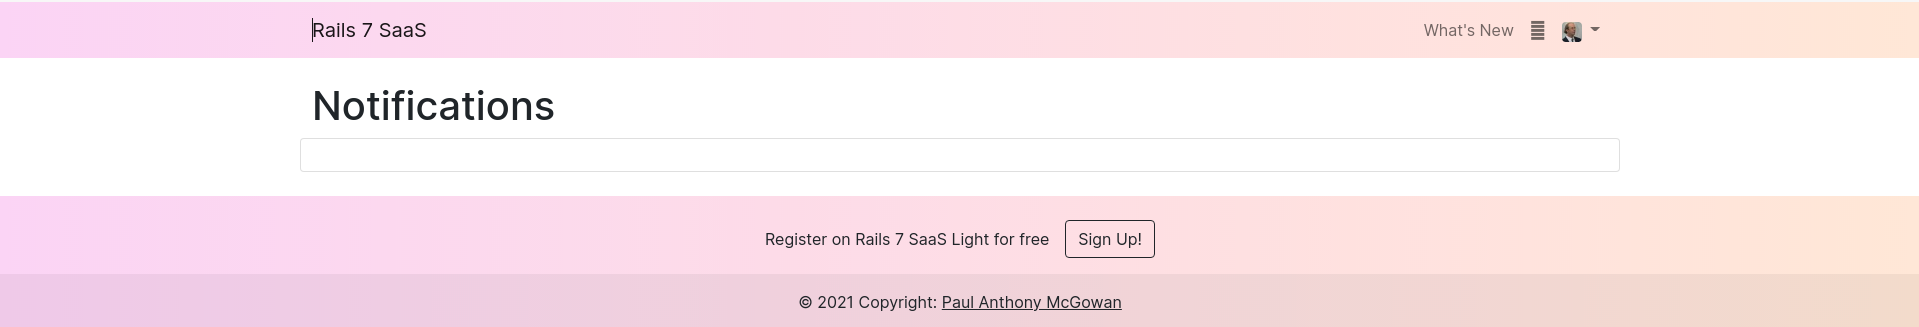 Rails 7 SaaS What's New
Notifications
Register on Rails 7 SaaS Light for free Sign Up!
© 2021 Copyright: Paul Anthony McGowan